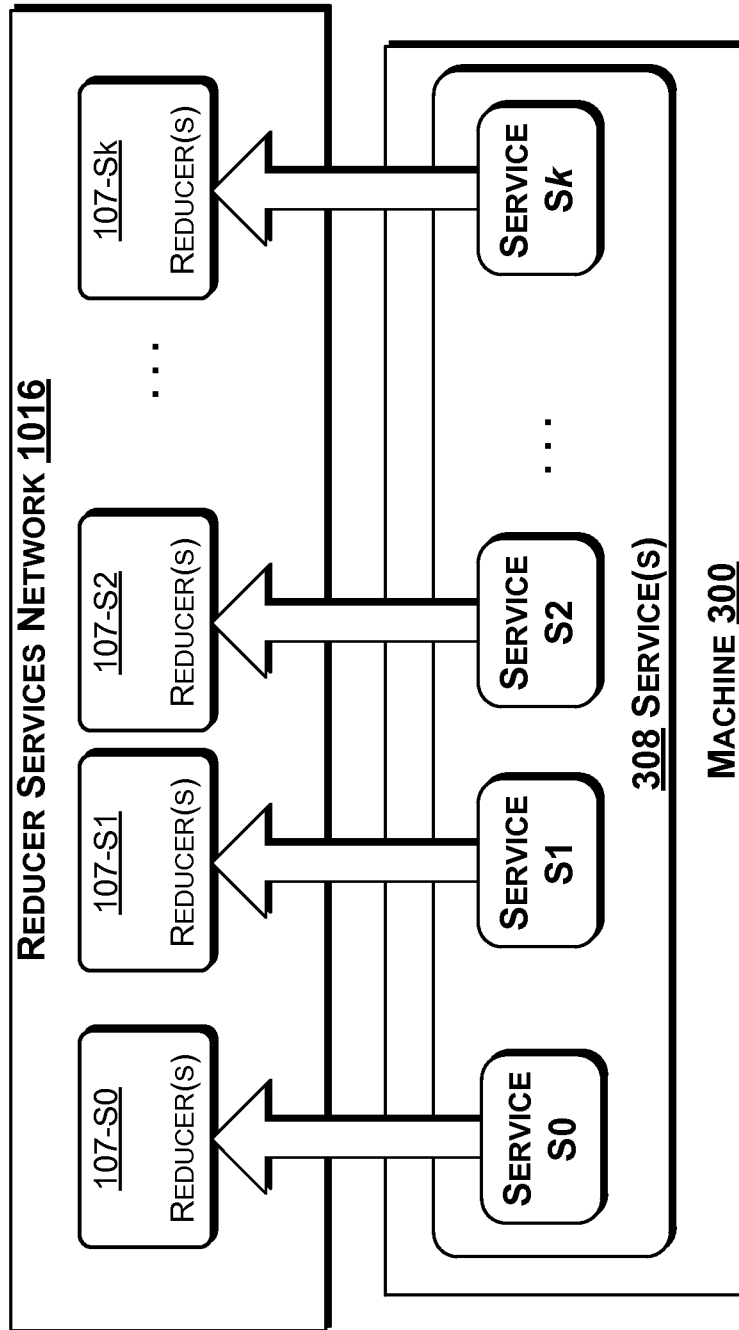 REDUCER SERVICES NETWORK 1016
107-S0
REDUCER(S)
107-S1
REDUCER(S)
107-S2
REDUCER(S)
. . .
107-Sk
REDUCER(S)
SERVICE
S0
SERVICE
S1
SERVICE
S2
. . .
SERVICE
Sk
308 SERVICE(S)
MACHINE 300